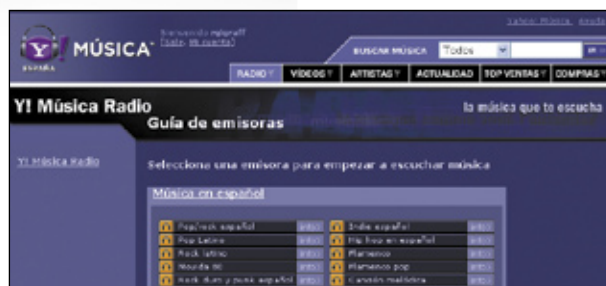 Yahoo! Música
Bienvenido
[Salir, Mi cuenta]
Y! MÚSICA
ESPAÑA
BUSCAR MÚSICA Todos
RADIO VÍDEOS ARTISTAS ACTUALIDAD TOP VENTAS COMPRAS
Y! Música Radio
la música que te escucha
Guía de emisoras
Y! Música Radio
Selecciona una emisora para empezar a escuchar música
Música en español
Pop/rock español
Indie español
Pop Latino
Hip hop en español
Rock latino
Flamenco
Movida 80
Flamenco pop
Rock duro y punk español
Canción melódica